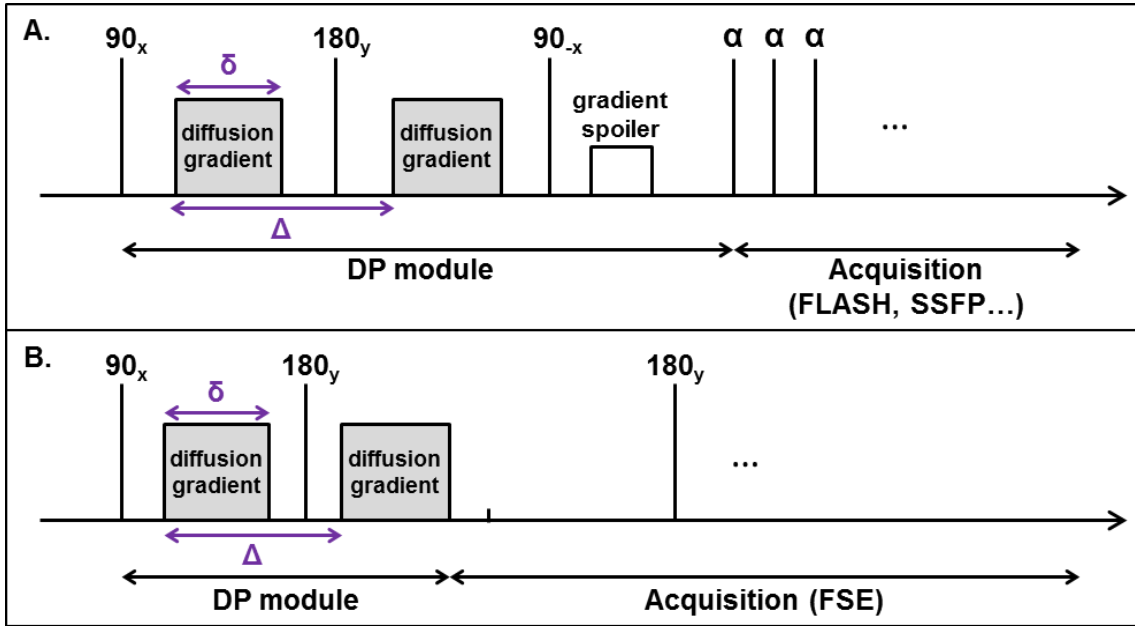 A.
90x 180y 90-x α α α
δ
diffusion
gradient
diffusion
gradient
gradient
spoiler
...
Δ
DP module
Acquisition
(FLASH, SSFP...)
B.
90x 180y 180y
δ
diffusion
gradient
diffusion
gradient
...
Δ
DP module
Acquisition (FSE)